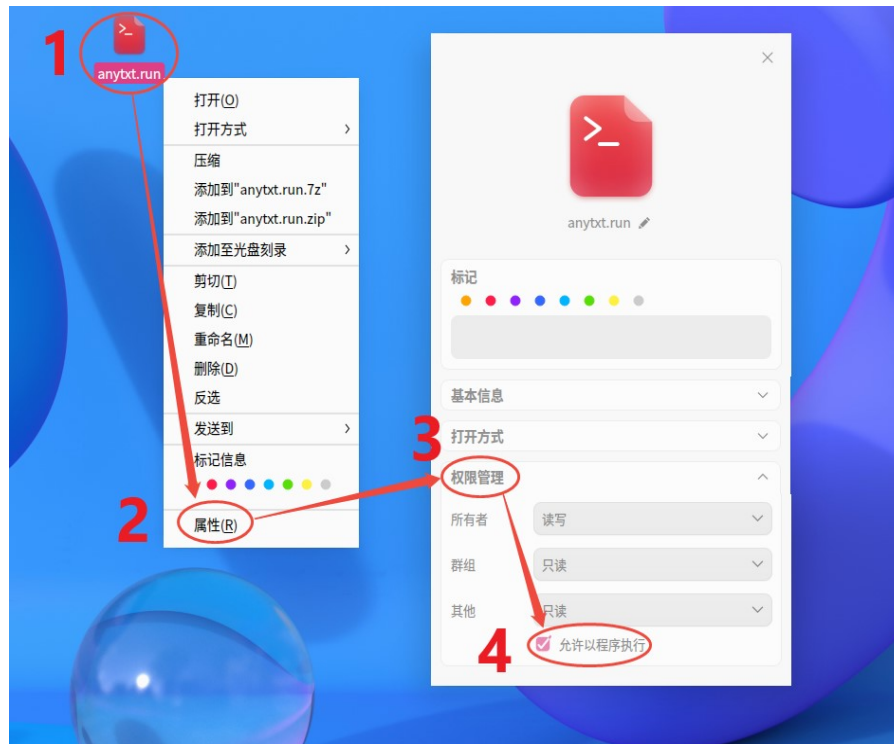 1
>_
anytxt.run
打开(O)
打开方式
压缩
添加到"anytxt.run.7z"
添加到"anytxt.run.zip"
添加至光盘刻录
剪切(T)
复制(C)
重命名(M)
删除(D)
反选
发送到
标记信息
2
属性(R)
>_
anytxt.run
标记
基本信息
打开方式
3
权限管理
所有者 读写
群组 只读
其他 只读
4
允许以程序执行